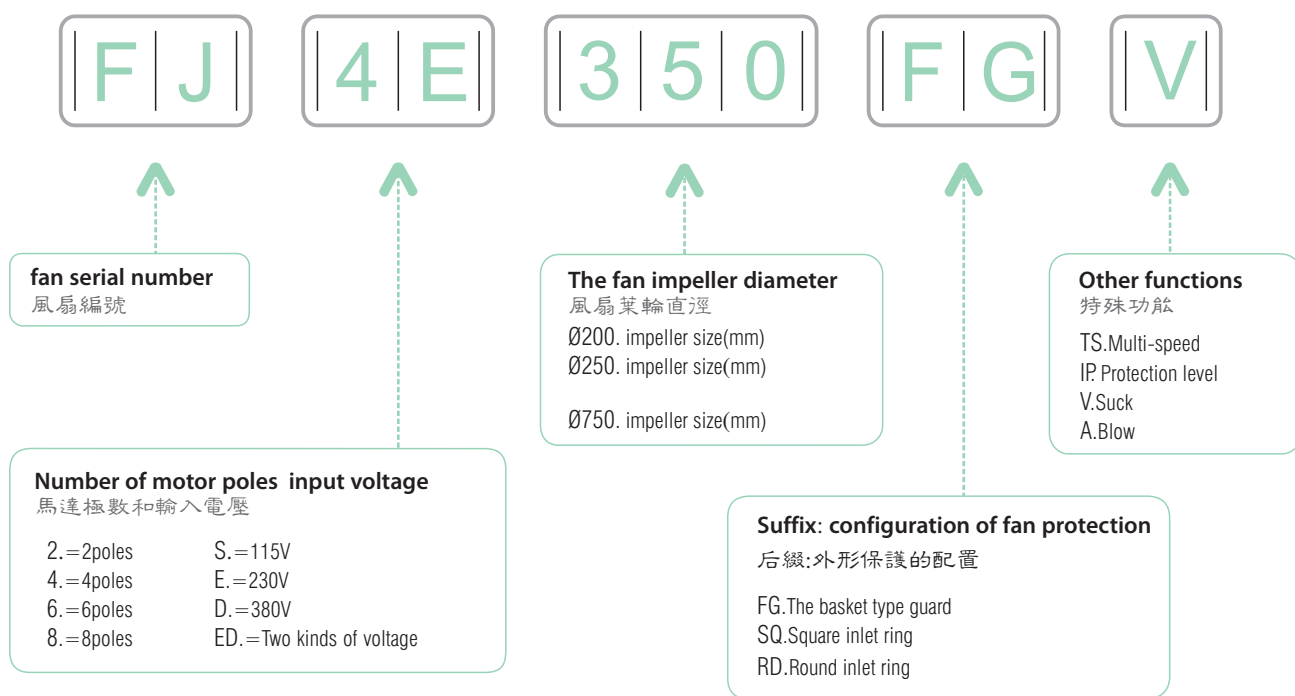 FJ 4E 350 FG V
fan serial number
風扇編號
Number of motor poles input voltage
馬達極數和輸入電壓
2.=2poles S.=115V
4.=4poles E.=230V
6.=6poles D.=380V
8.=8poles ED.=Two kinds of voltage
The fan impeller diameter
風扇葉輪直徑
Ø200. impeller size(mm)
Ø250. impeller size(mm)
Ø750. impeller size(mm)
Suffix: configuration of fan protection
后綴:外形保護的配置
FG.The basket type guard
SQ.Square inlet ring
RD.Round inlet ring
Other functions
特殊功能
TS.Multi-speed
IP. Protection level
V.Suck
A.Blow